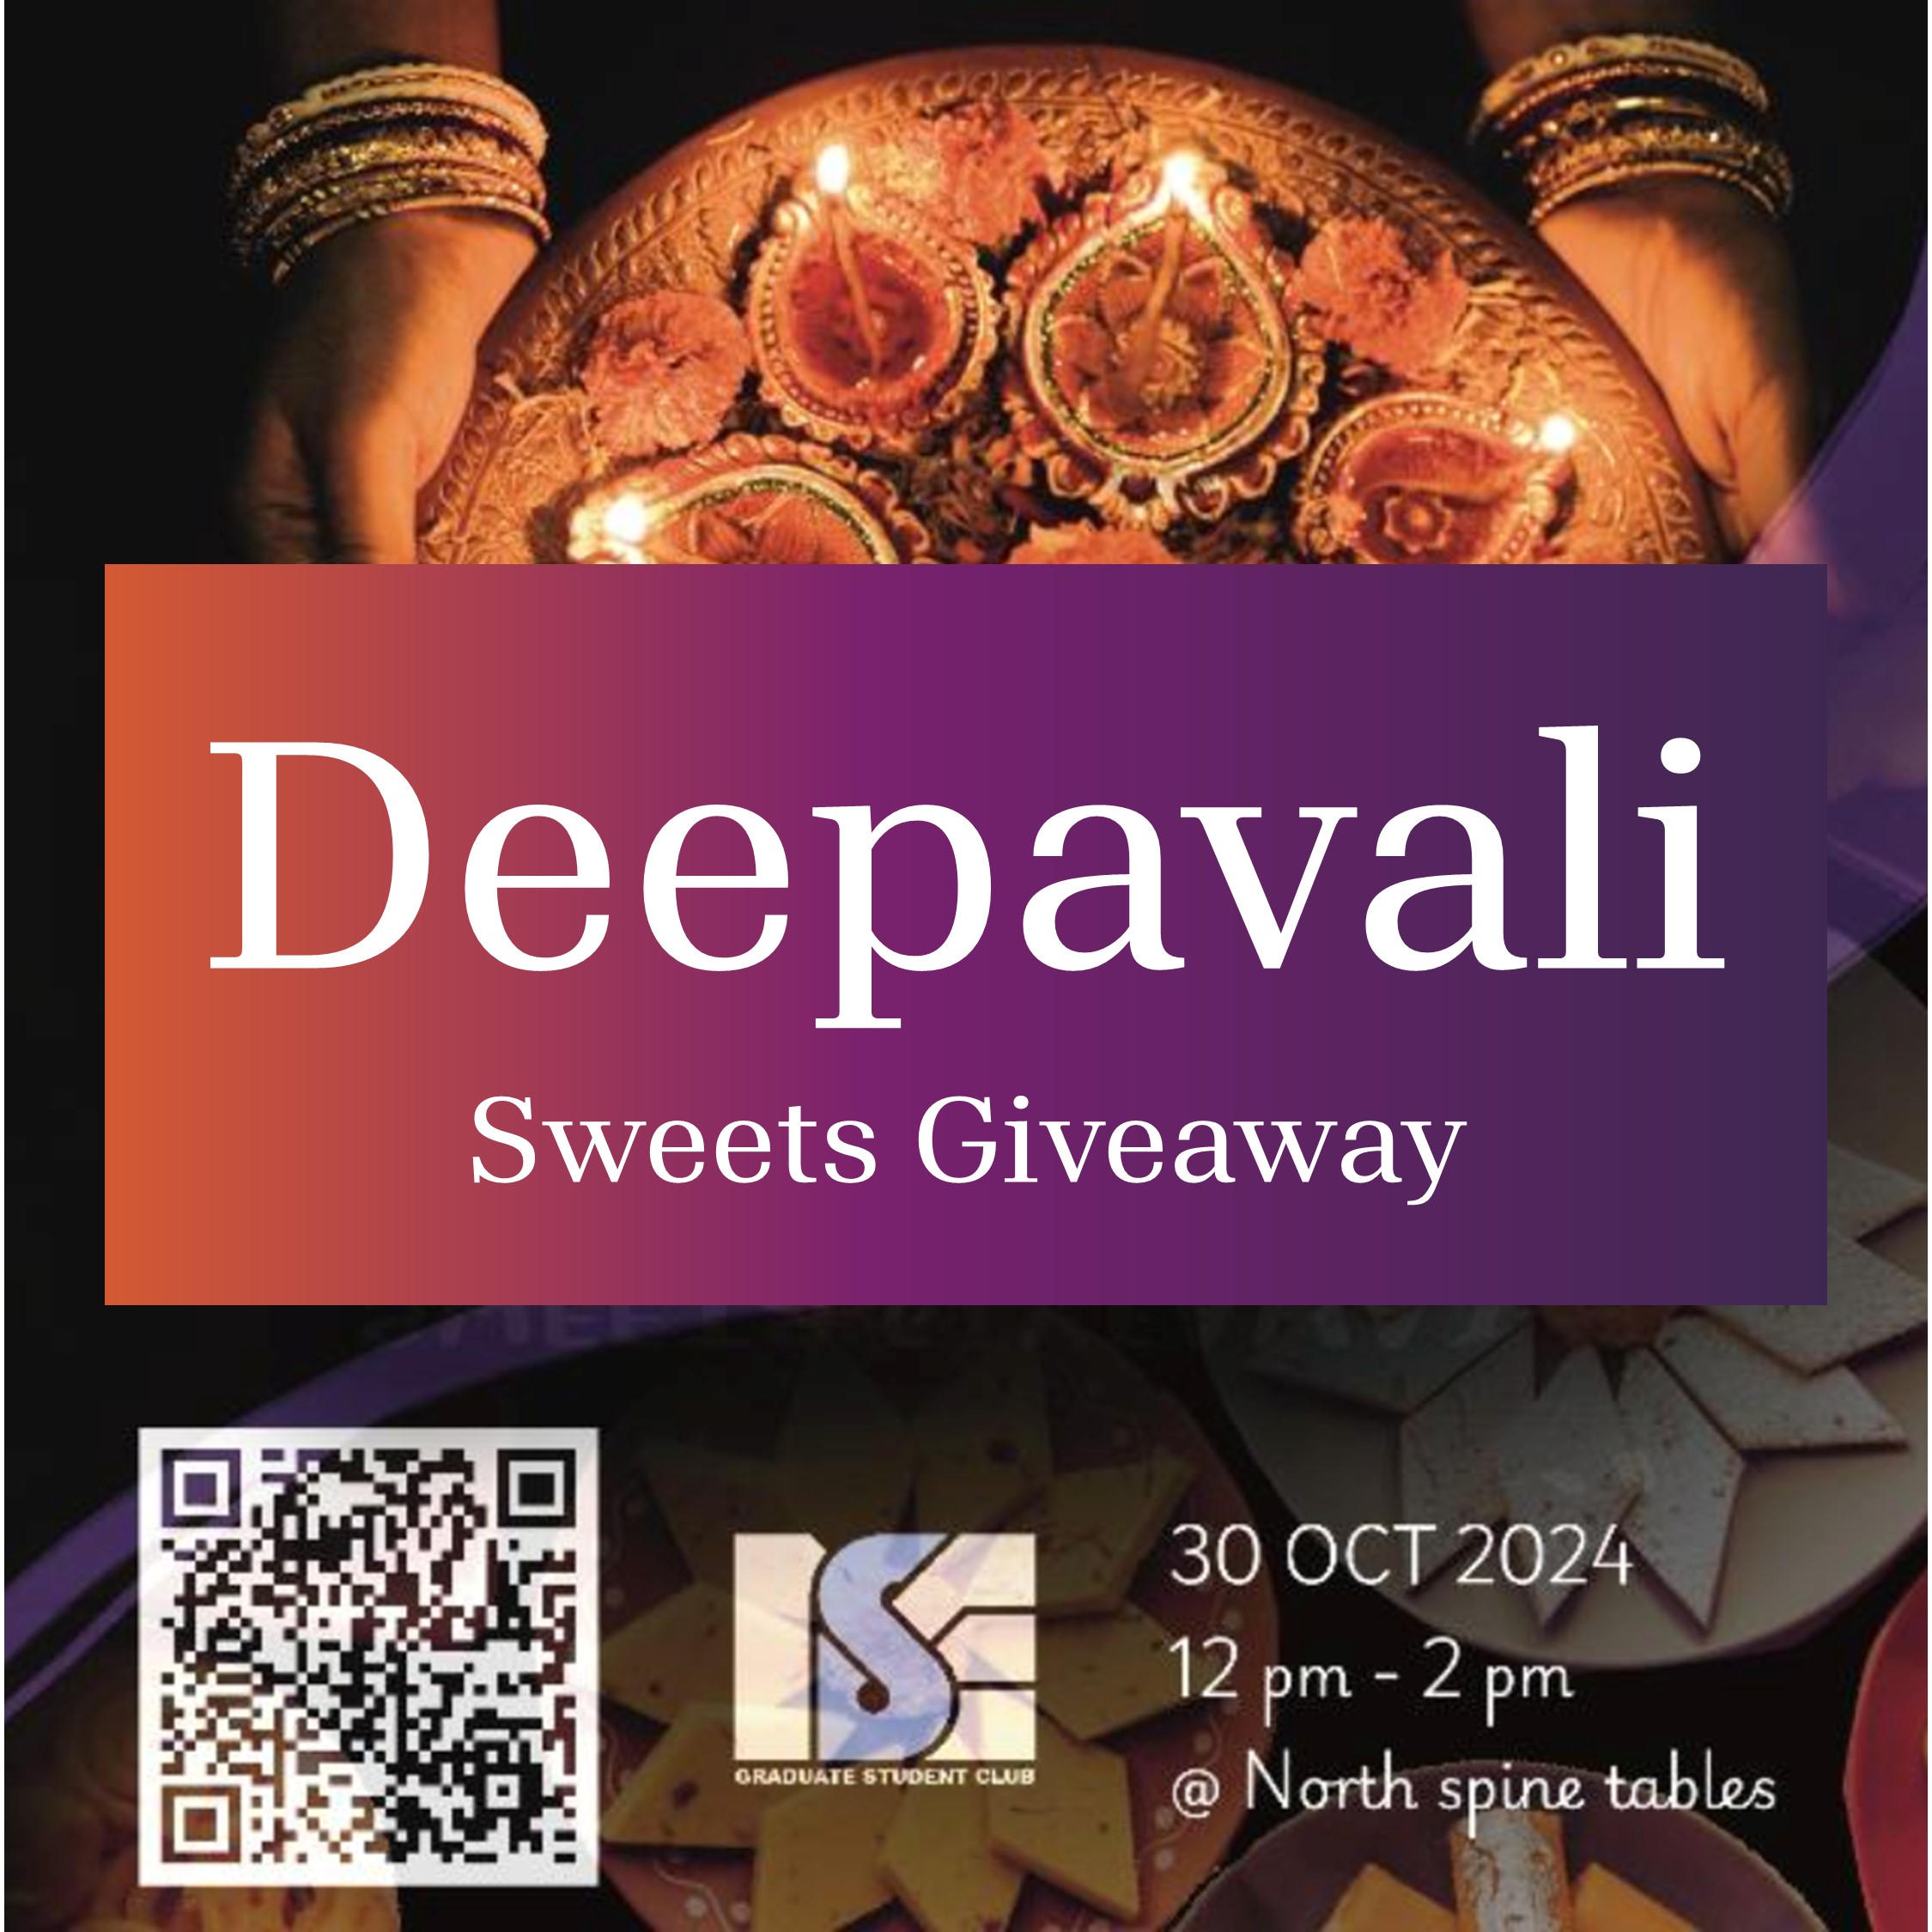 Deepavali
Sweets Giveaway
GRADUATE STUDENT CLUB
30 OCT 2024
12 pm - 2 pm
@ North spine tables